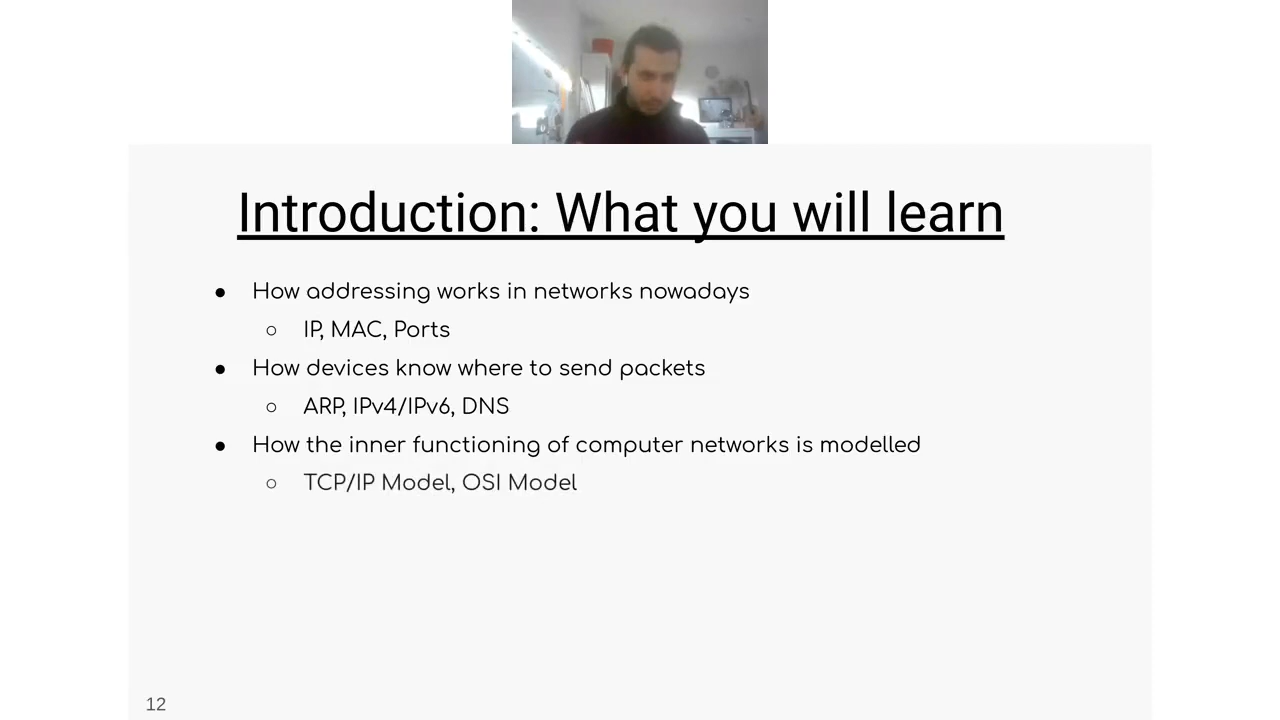 Introduction: What you will learn
● How addressing works in networks nowadays
○ IP, MAC, Ports
● How devices know where to send packets
○ ARP, IPv4/IPv6, DNS
● How the inner functioning of computer networks is modelled
○ TCP/IP Model, OSI Model
12